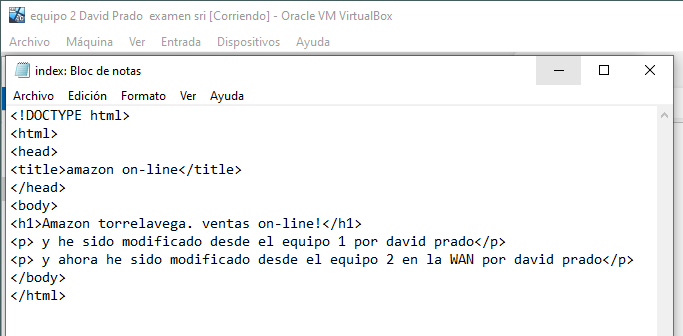 equipo 2 David Prado  examen sri [Corriendo] - Oracle VM VirtualBox
Archivo Máquina Ver Entrada Dispositivos Ayuda
index: Bloc de notas
Archivo Edición Formato Ver Ayuda
<!DOCTYPE html>
<html>
<head>
<title>amazon on-line</title>
</head>
<body>
<h1>Amazon torrelavega. ventas on-line!</h1>
<p> y he sido modificado desde el equipo 1 por david prado</p>
<p> y ahora he sido modificado desde el equipo 2 en la WAN por david prado</p>
</body>
</html>